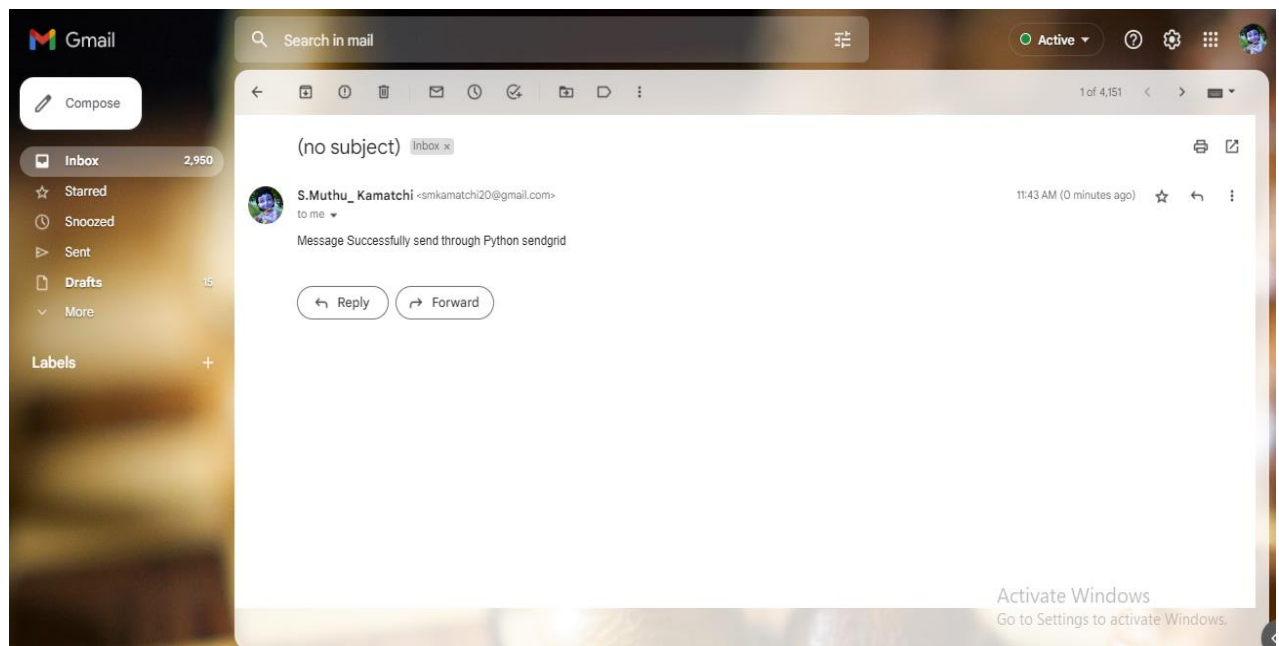 Gmail
Search in mail
Active
Compose
1 of 4,151
(no subject) Inbox x
Inbox 2,950
Starred
S.Muthu_ Kamatchi <smkamatchi20@gmail.com> 11:43 AM (0 minutes ago)
to me
Snoozed
Message Successfully send through Python sendgrid
Sent
Drafts 15
Reply Forward
More
Labels +
Activate Windows
Go to Settings to activate Windows.